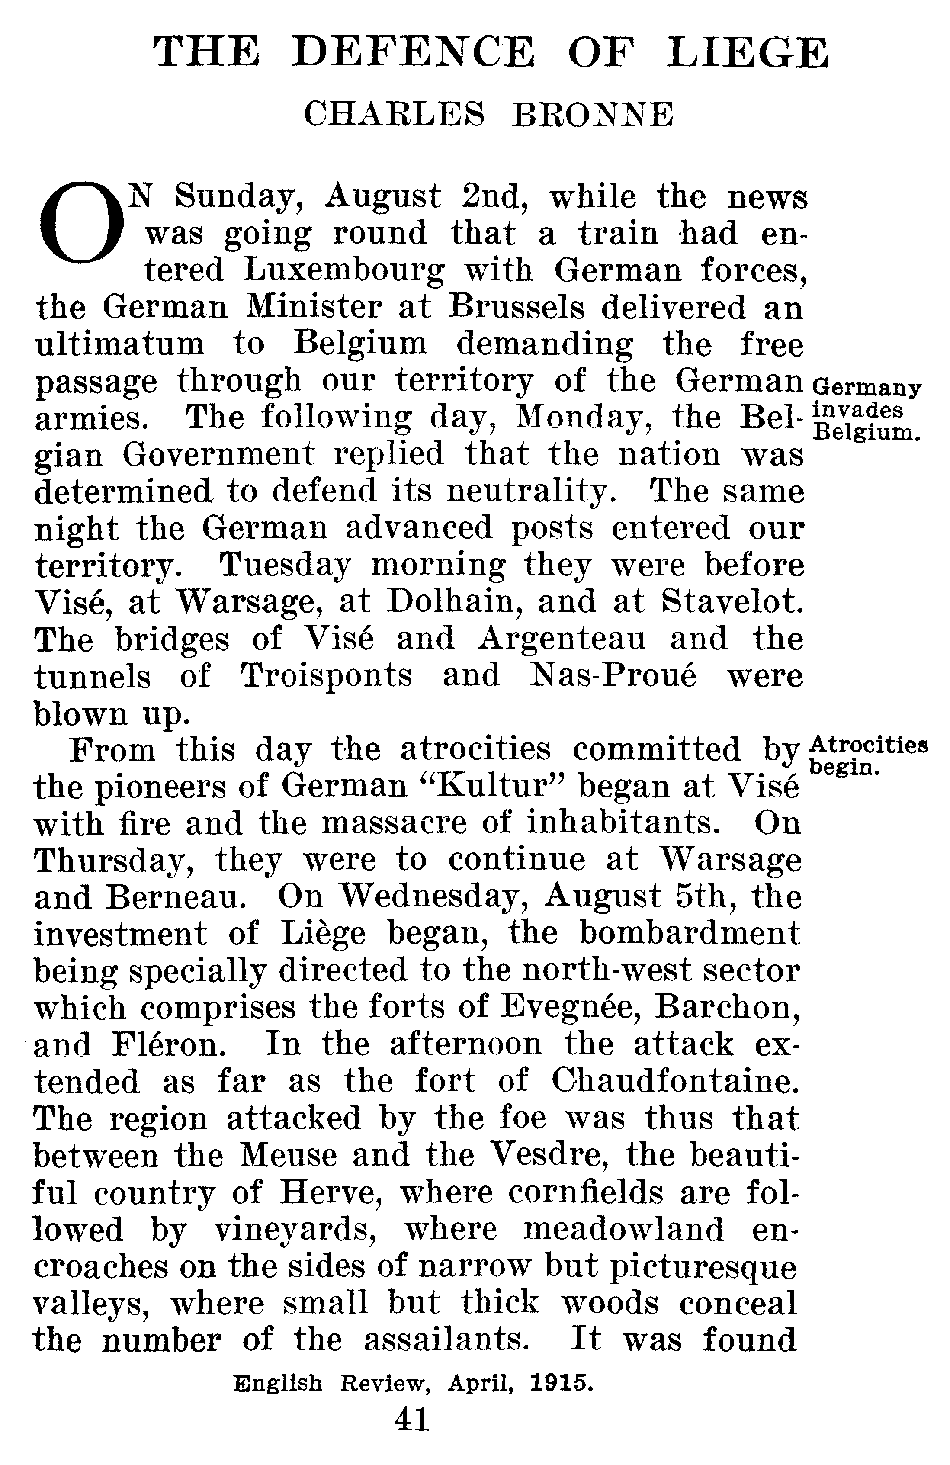 THE DEFENCE OF LIEGE
CHARLES BRONNE
ON Sunday, August 2nd, while the news
was going round that a train had en-
tered Luxembourg with German forces,
the German Minister at Brussels delivered an
ultimatum to Belgium demanding the free
passage through our territory of the German
armies. The following day, Monday, the Bel-
gian Government replied that the nation was
determined to defend its neutrality. The same
night the German advanced posts entered our
territory. Tuesday morning they were before
Visé, at Warsage, at Dolhain, and at Stavelot.
The bridges of Visé and Argenteau and the
tunnels of Troisponts and Nas-Proué were
blown up.
Germany
invades
Belgium.
From this day the atrocities committed by
the pioneers of German “Kultur” began at Visé
with fire and the massacre of inhabitants. On
Thursday, they were to continue at Warsage
and Berneau. On Wednesday, August 5th, the
investment of Liège began, the bombardment
being specially directed to the north-west sector
which comprises the forts of Evegnée, Barchon,
and Fléron. In the afternoon the attack ex-
tended as far as the fort of Chaudfontaine.
The region attacked by the foe was thus that
between the Meuse and the Vesdre, the beauti-
ful country of Herve, where cornfields are fol-
lowed by vineyards, where meadowland en-
croaches on the sides of narrow but picturesque
valleys, where small but thick woods conceal
the number of the assailants. It was found
Atrocities
begin.
English Review, April, 1915.
41